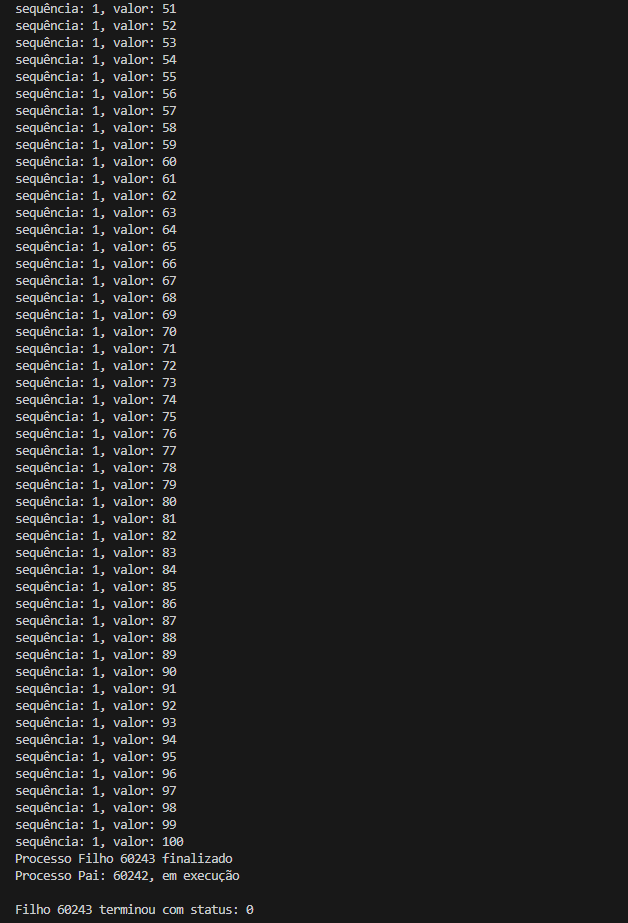 sequência: 1, valor: 51
sequência: 1, valor: 52
sequência: 1, valor: 53
sequência: 1, valor: 54
sequência: 1, valor: 55
sequência: 1, valor: 56
sequência: 1, valor: 57
sequência: 1, valor: 58
sequência: 1, valor: 59
sequência: 1, valor: 60
sequência: 1, valor: 61
sequência: 1, valor: 62
sequência: 1, valor: 63
sequência: 1, valor: 64
sequência: 1, valor: 65
sequência: 1, valor: 66
sequência: 1, valor: 67
sequência: 1, valor: 68
sequência: 1, valor: 69
sequência: 1, valor: 70
sequência: 1, valor: 71
sequência: 1, valor: 72
sequência: 1, valor: 73
sequência: 1, valor: 74
sequência: 1, valor: 75
sequência: 1, valor: 76
sequência: 1, valor: 77
sequência: 1, valor: 78
sequência: 1, valor: 79
sequência: 1, valor: 80
sequência: 1, valor: 81
sequência: 1, valor: 82
sequência: 1, valor: 83
sequência: 1, valor: 84
sequência: 1, valor: 85
sequência: 1, valor: 86
sequência: 1, valor: 87
sequência: 1, valor: 88
sequência: 1, valor: 89
sequência: 1, valor: 90
sequência: 1, valor: 91
sequência: 1, valor: 92
sequência: 1, valor: 93
sequência: 1, valor: 94
sequência: 1, valor: 95
sequência: 1, valor: 96
sequência: 1, valor: 97
sequência: 1, valor: 98
sequência: 1, valor: 99
sequência: 1, valor: 100
Processo Filho 60243 finalizado
Processo Pai: 60242, em execução
Filho 60243 terminou com status: 0